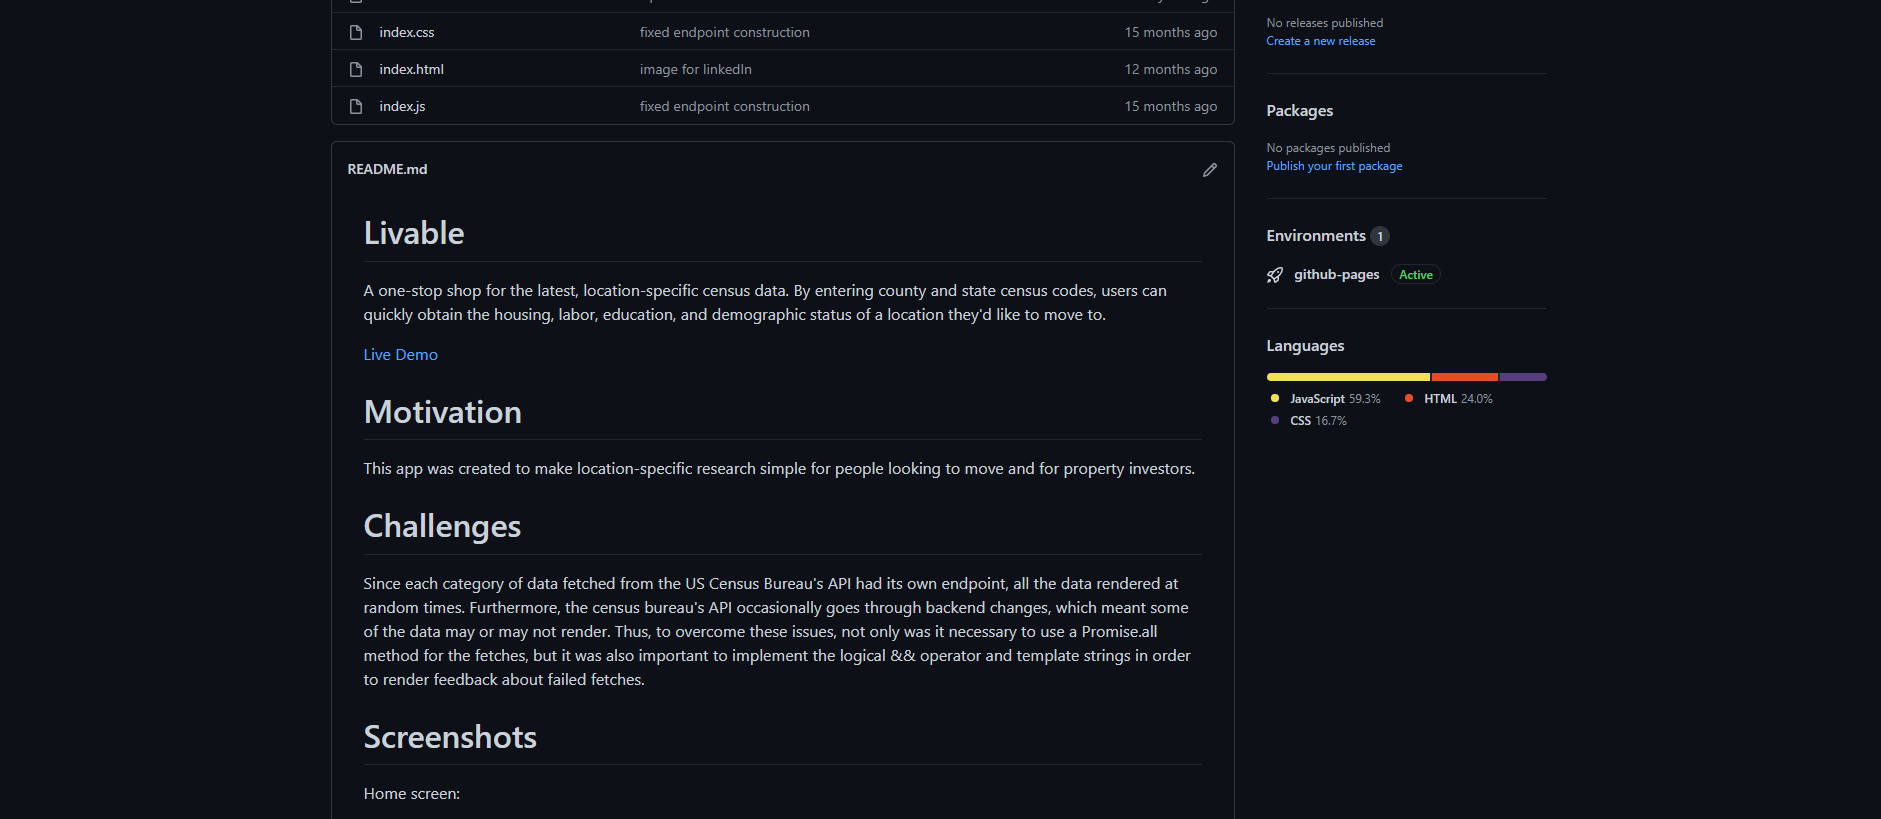 index.css fixed endpoint construction 15 months ago
index.html image for linkedIn 12 months ago
index.js fixed endpoint construction 15 months ago
README.md
Livable
A one-stop shop for the latest, location-specific census data. By entering county and state census codes, users can
quickly obtain the housing, labor, education, and demographic status of a location they'd like to move to.
Live Demo
Motivation
This app was created to make location-specific research simple for people looking to move and for property investors.
Challenges
Since each category of data fetched from the US Census Bureau's API had its own endpoint, all the data rendered at
random times. Furthermore, the census bureau's API occasionally goes through backend changes, which meant some
of the data may or may not render. Thus, to overcome these issues, not only was it necessary to use a Promise.all
method for the fetches, but it was also important to implement the logical && operator and template strings in order
to render feedback about failed fetches.
Screenshots
Home screen:
No releases published
Create a new release
Packages
No packages published
Publish your first package
Environments 1
github-pages Active
Languages
JavaScript 59.3% HTML 24.0%
CSS 16.7%